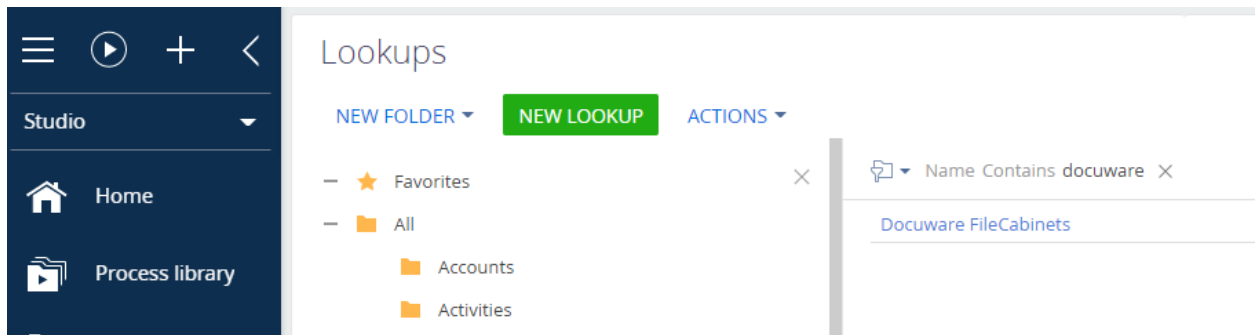 Lookups
Studio
NEW FOLDER NEW LOOKUP ACTIONS
Home
Process library
Favorites
All
Accounts
Activities
Name Contains docuware
Docuware FileCabinets